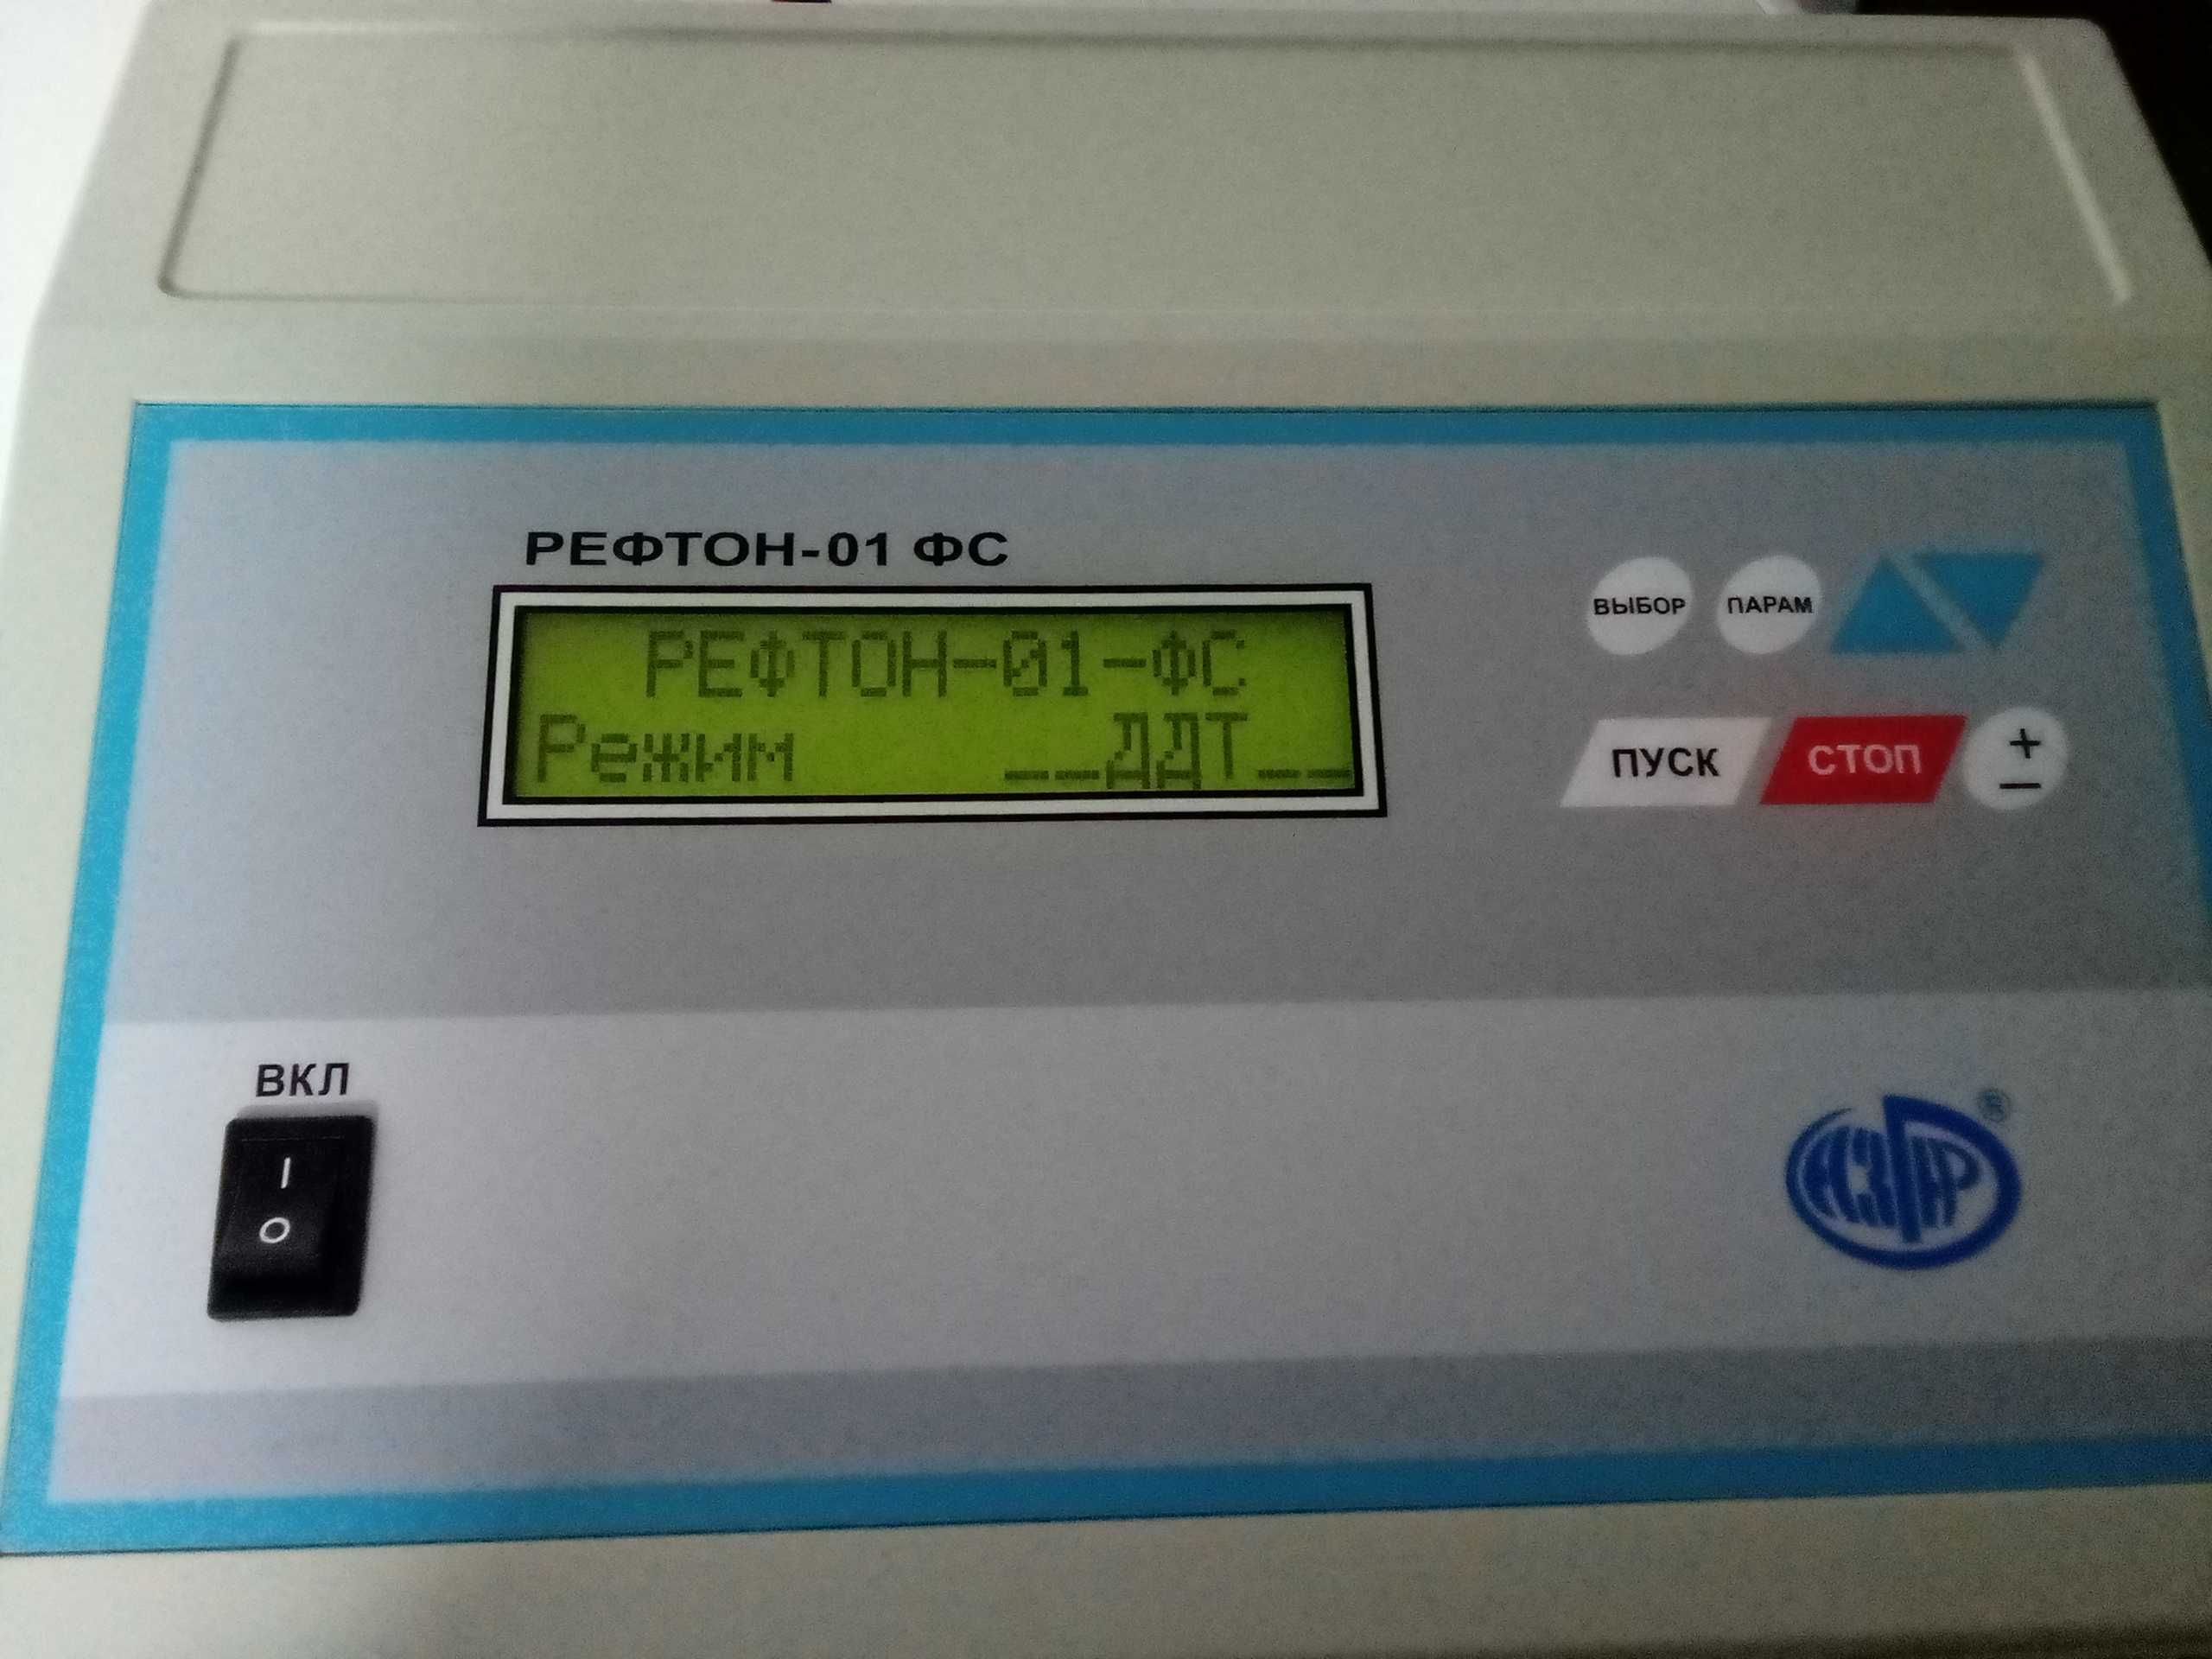 РЕФТОН-01 ФС
РЕФТОН-01-ФС
Режим __ДДТ__
ВЫБОР
ПАРАМ
ПУСК
СТОП
+
−
ВКЛ
I
O
®